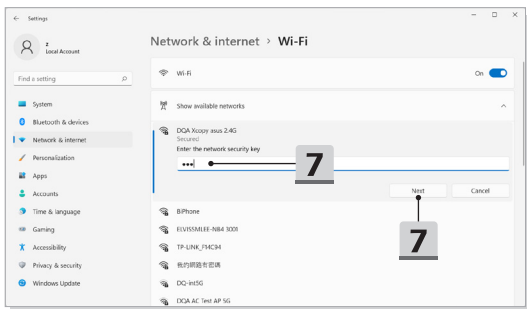 Settings
z
Local Account
Find a setting
System
Bluetooth & devices
Network & internet
Personalization
Apps
Accounts
Time & language
Gaming
Accessibility
Privacy & security
Windows Update
Network & internet > Wi-Fi
Wi-Fi
On
Show available networks
DQA Xcopy asus 2.4G
Secured
Enter the network security key
7
Next
Cancel
7
BiPhone
ELVISSMLEE-NB4 3001
TP-LINK_F14C94
我的網路有密碼
DQ-int5G
DQA AC Test AP 5G